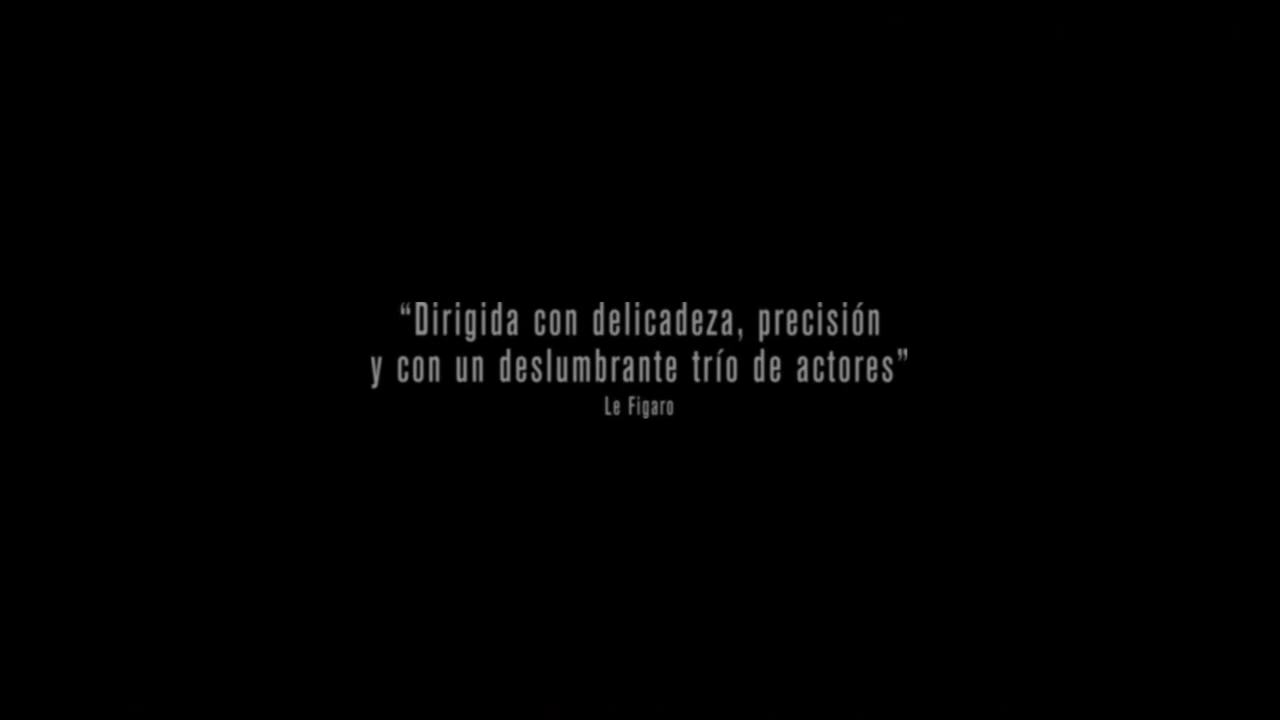 “Dirigida con delicadeza, precisión
y con un deslumbrante trío de actores”
Le Figaro